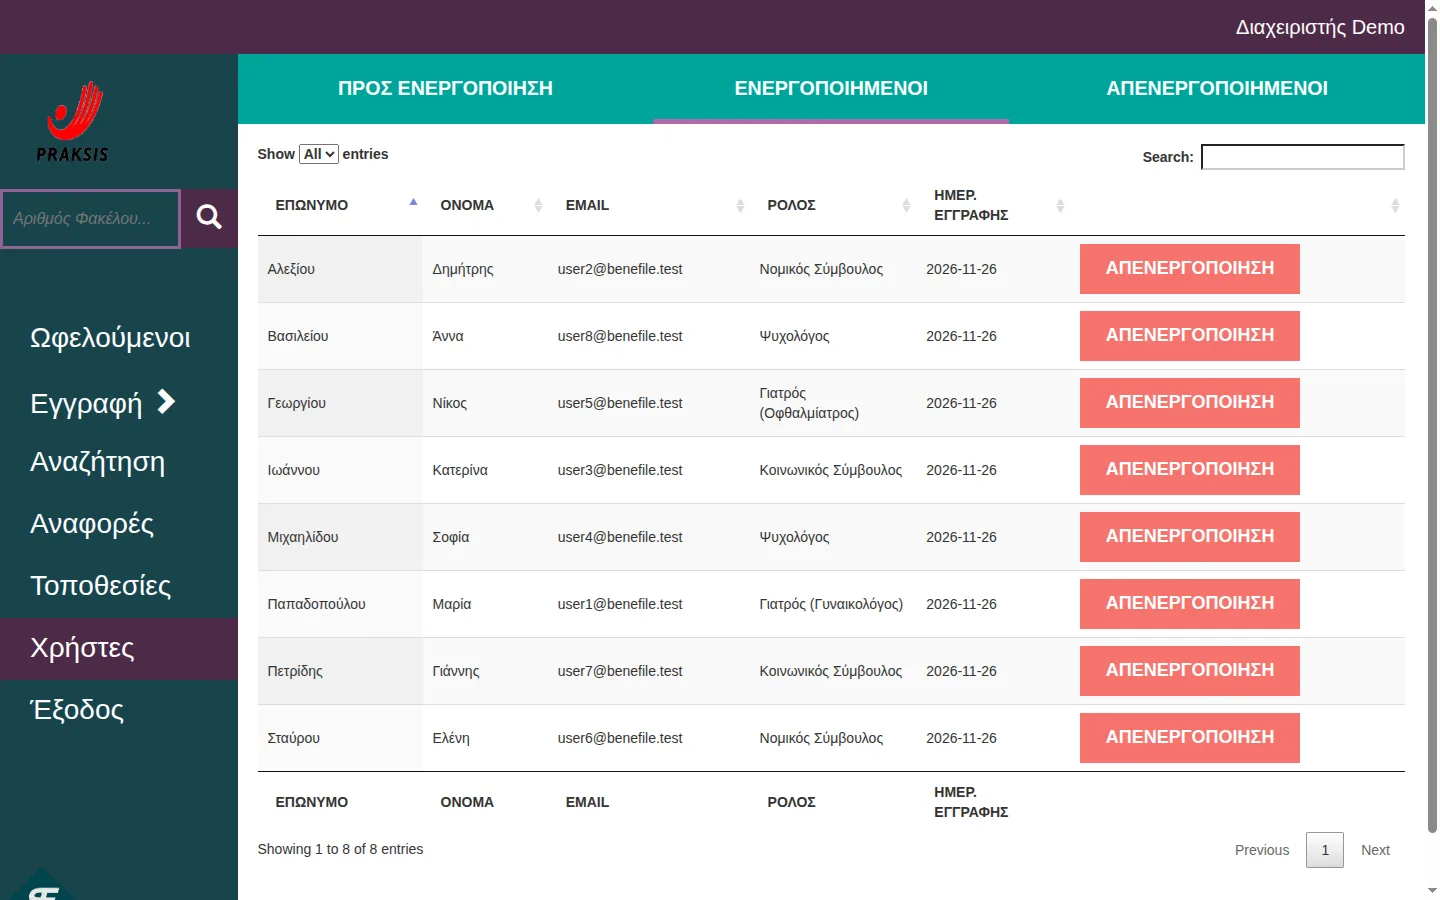 Διαχειριστής Demo
PRAKSIS
Αριθμός Φακέλου...
Ωφελούμενοι
Εγγραφή
Αναζήτηση
Αναφορές
Τοποθεσίες
Χρήστες
Έξοδος
ΠΡΟΣ ΕΝΕΡΓΟΠΟΙΗΣΗ ΕΝΕΡΓΟΠΟΙΗΜΕΝΟΙ ΑΠΕΝΕΡΓΟΠΟΙΗΜΕΝΟΙ
Show All entries Search:
ΕΠΩΝΥΜΟ ΟΝΟΜΑ EMAIL ΡΟΛΟΣ ΗΜΕΡ. ΕΓΓΡΑΦΗΣ
Αλεξίου Δημήτρης user2@benefile.test Νομικός Σύμβουλος 2026-11-26 ΑΠΕΝΕΡΓΟΠΟΙΗΣΗ
Βασιλείου Άννα user8@benefile.test Ψυχολόγος 2026-11-26 ΑΠΕΝΕΡΓΟΠΟΙΗΣΗ
Γεωργίου Νίκος user5@benefile.test Γιατρός (Οφθαλμίατρος) 2026-11-26 ΑΠΕΝΕΡΓΟΠΟΙΗΣΗ
Ιωάννου Κατερίνα user3@benefile.test Κοινωνικός Σύμβουλος 2026-11-26 ΑΠΕΝΕΡΓΟΠΟΙΗΣΗ
Μιχαηλίδου Σοφία user4@benefile.test Ψυχολόγος 2026-11-26 ΑΠΕΝΕΡΓΟΠΟΙΗΣΗ
Παπαδοπούλου Μαρία user1@benefile.test Γιατρός (Γυναικολόγος) 2026-11-26 ΑΠΕΝΕΡΓΟΠΟΙΗΣΗ
Πετρίδης Γιάννης user7@benefile.test Κοινωνικός Σύμβουλος 2026-11-26 ΑΠΕΝΕΡΓΟΠΟΙΗΣΗ
Σταύρου Ελένη user6@benefile.test Νομικός Σύμβουλος 2026-11-26 ΑΠΕΝΕΡΓΟΠΟΙΗΣΗ
ΕΠΩΝΥΜΟ ΟΝΟΜΑ EMAIL ΡΟΛΟΣ ΗΜΕΡ. ΕΓΓΡΑΦΗΣ
Showing 1 to 8 of 8 entries Previous 1 Next